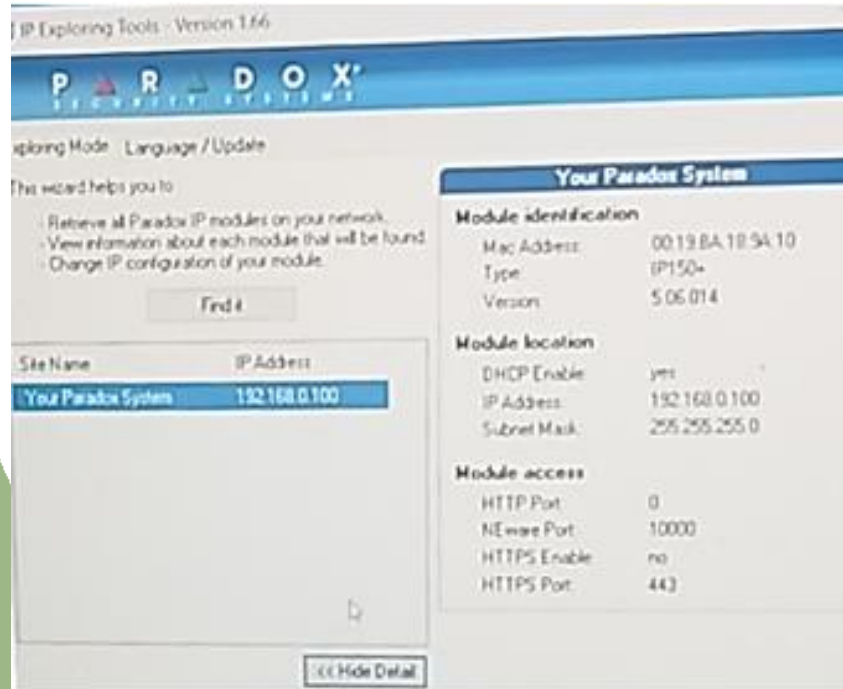 IP Exploring Tools - Version 1.66
PARADOX
SECURITY SYSTEMS
xploring Mode Language / Update
This wizard helps you to
- Retrieve all Paradox IP modules on your network.
- View information about each module that will be found
- Change IP configuration of your module.
Find it
Site Name IP Address
Your Paradox System 192.168.0.100
<< Hide Detail
Your Paradox System
Module identification
Mac Address: 00:19:BA:18:9A:10
Type: IP150+
Version: 5.06.014
Module location
DHCP Enable: yes
IP Address: 192.168.0.100
Subnet Mask: 255.255.255.0
Module access
HTTP Port: 0
NEware Port: 10000
HTTPS Enable: no
HTTPS Port: 443